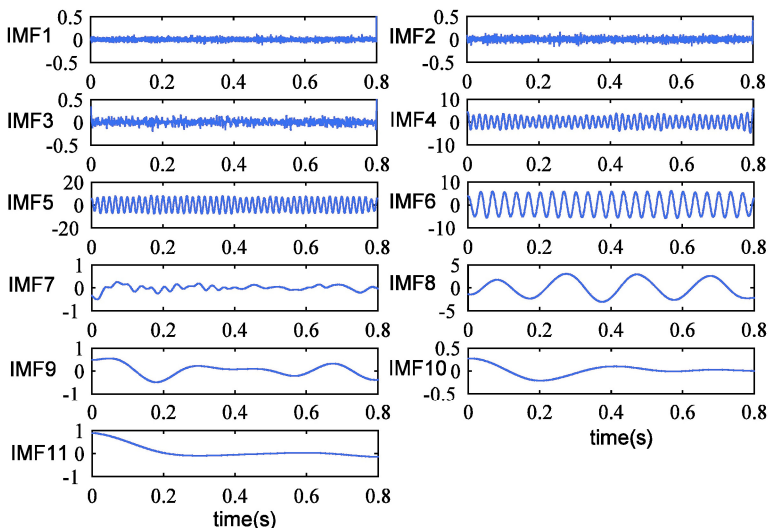 0.5 0.5
IMF1 0 IMF2 0
-0.5 -0.5
0 0.2 0.4 0.6 0.8 0 0.2 0.4 0.6 0.8
0.5 10
IMF3 0 IMF4 0
-0.5 -10
0 0.2 0.4 0.6 0.8 0 0.2 0.4 0.6 0.8
20 10
IMF5 0 IMF6 0
-20 -10
0 0.2 0.4 0.6 0.8 0 0.2 0.4 0.6 0.8
1 5
IMF7 0 IMF8 0
-1 -5
0 0.2 0.4 0.6 0.8 0 0.2 0.4 0.6 0.8
1 0.5
IMF9 0 IMF10 0
-1 -0.5
0 0.2 0.4 0.6 0.8 0 0.2 0.4 0.6 0.8
1 time(s)
IMF11 0
-1
0 0.2 0.4 0.6 0.8
time(s)